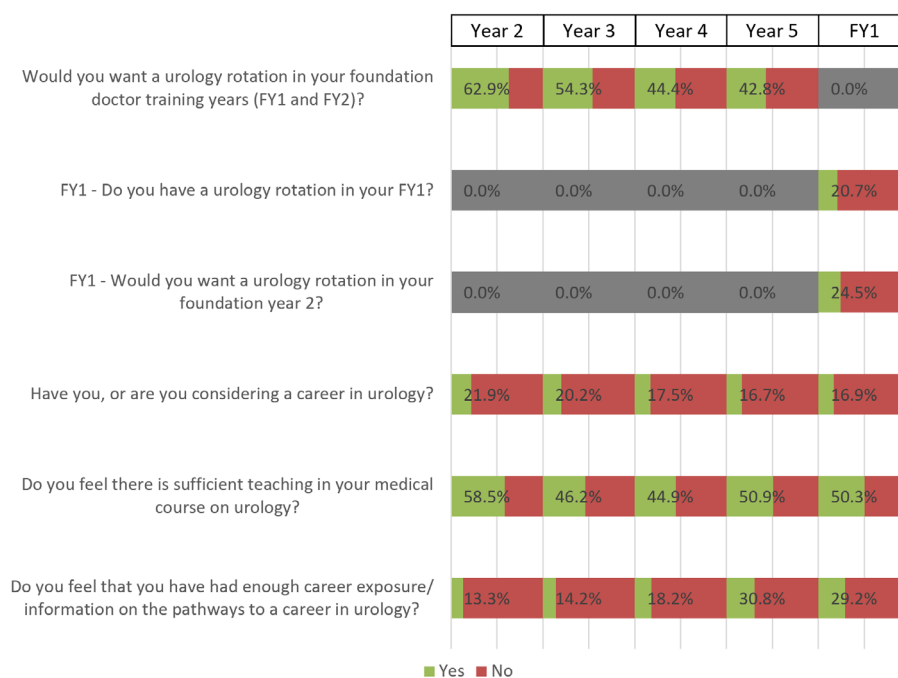 Year 2 Year 3 Year 4 Year 5 FY1
Would you want a urology rotation in your foundation
doctor training years (FY1 and FY2)?
62.9% 54.3% 44.4% 42.8% 0.0%
FY1 - Do you have a urology rotation in your FY1?
0.0% 0.0% 0.0% 0.0% 20.7%
FY1 - Would you want a urology rotation in your
foundation year 2?
0.0% 0.0% 0.0% 0.0% 24.5%
Have you, or are you considering a career in urology?
21.9% 20.2% 17.5% 16.7% 16.9%
Do you feel there is sufficient teaching in your medical
course on urology?
58.5% 46.2% 44.9% 50.9% 50.3%
Do you feel that you have had enough career exposure/
information on the pathways to a career in urology?
13.3% 14.2% 18.2% 30.8% 29.2%
Yes No